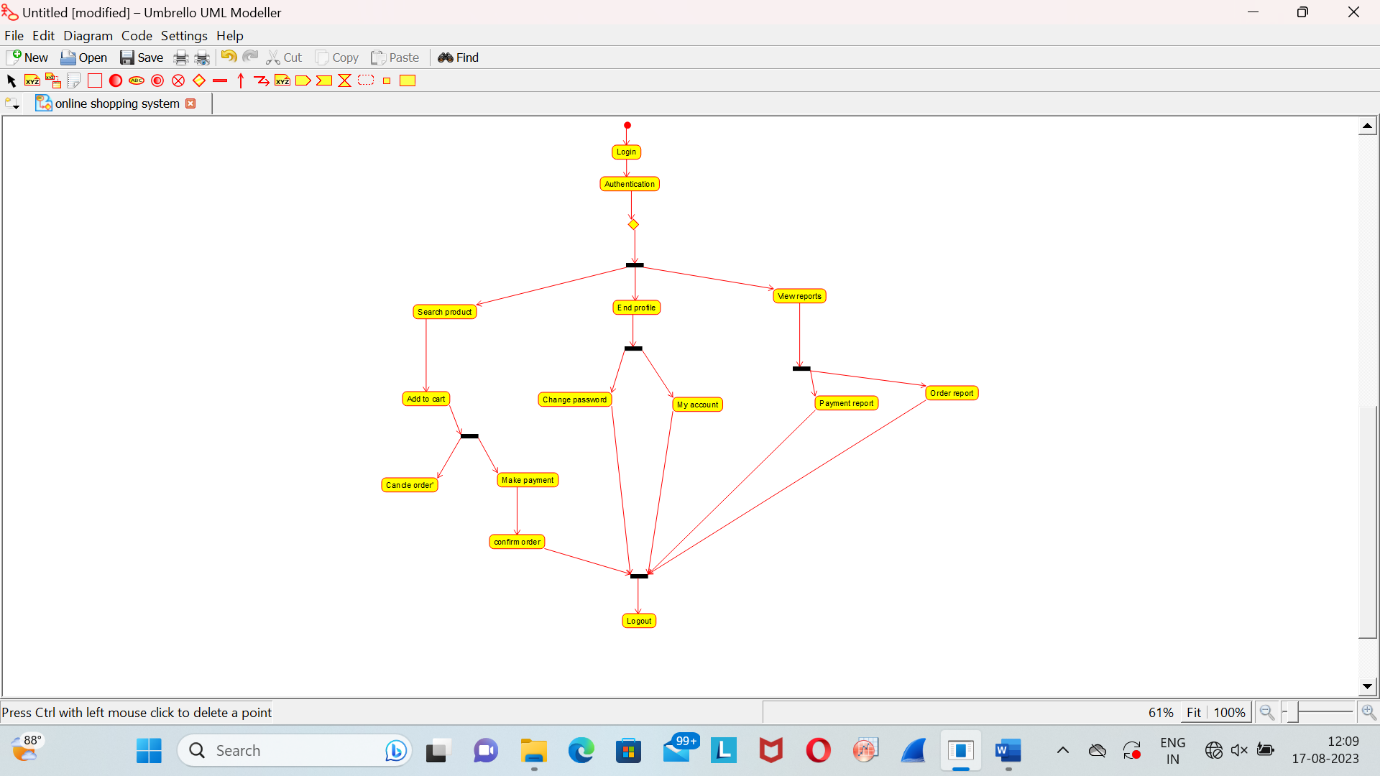 Untitled [modified] – Umbrello UML Modeller
File Edit Diagram Code Settings Help
New Open Save Cut Copy Paste Find
XYZ ABC XYZ
online shopping system
Login
Authentication
Search product
End profile
View reports
Add to cart
Change password
My account
Payment report
Order report
Cancle order'
Make payment
confirm order
Logout
Press Ctrl with left mouse click to delete a point
61% Fit 100%
88°
Search
99+
L
W
ENG
IN
12:09
17-08-2023